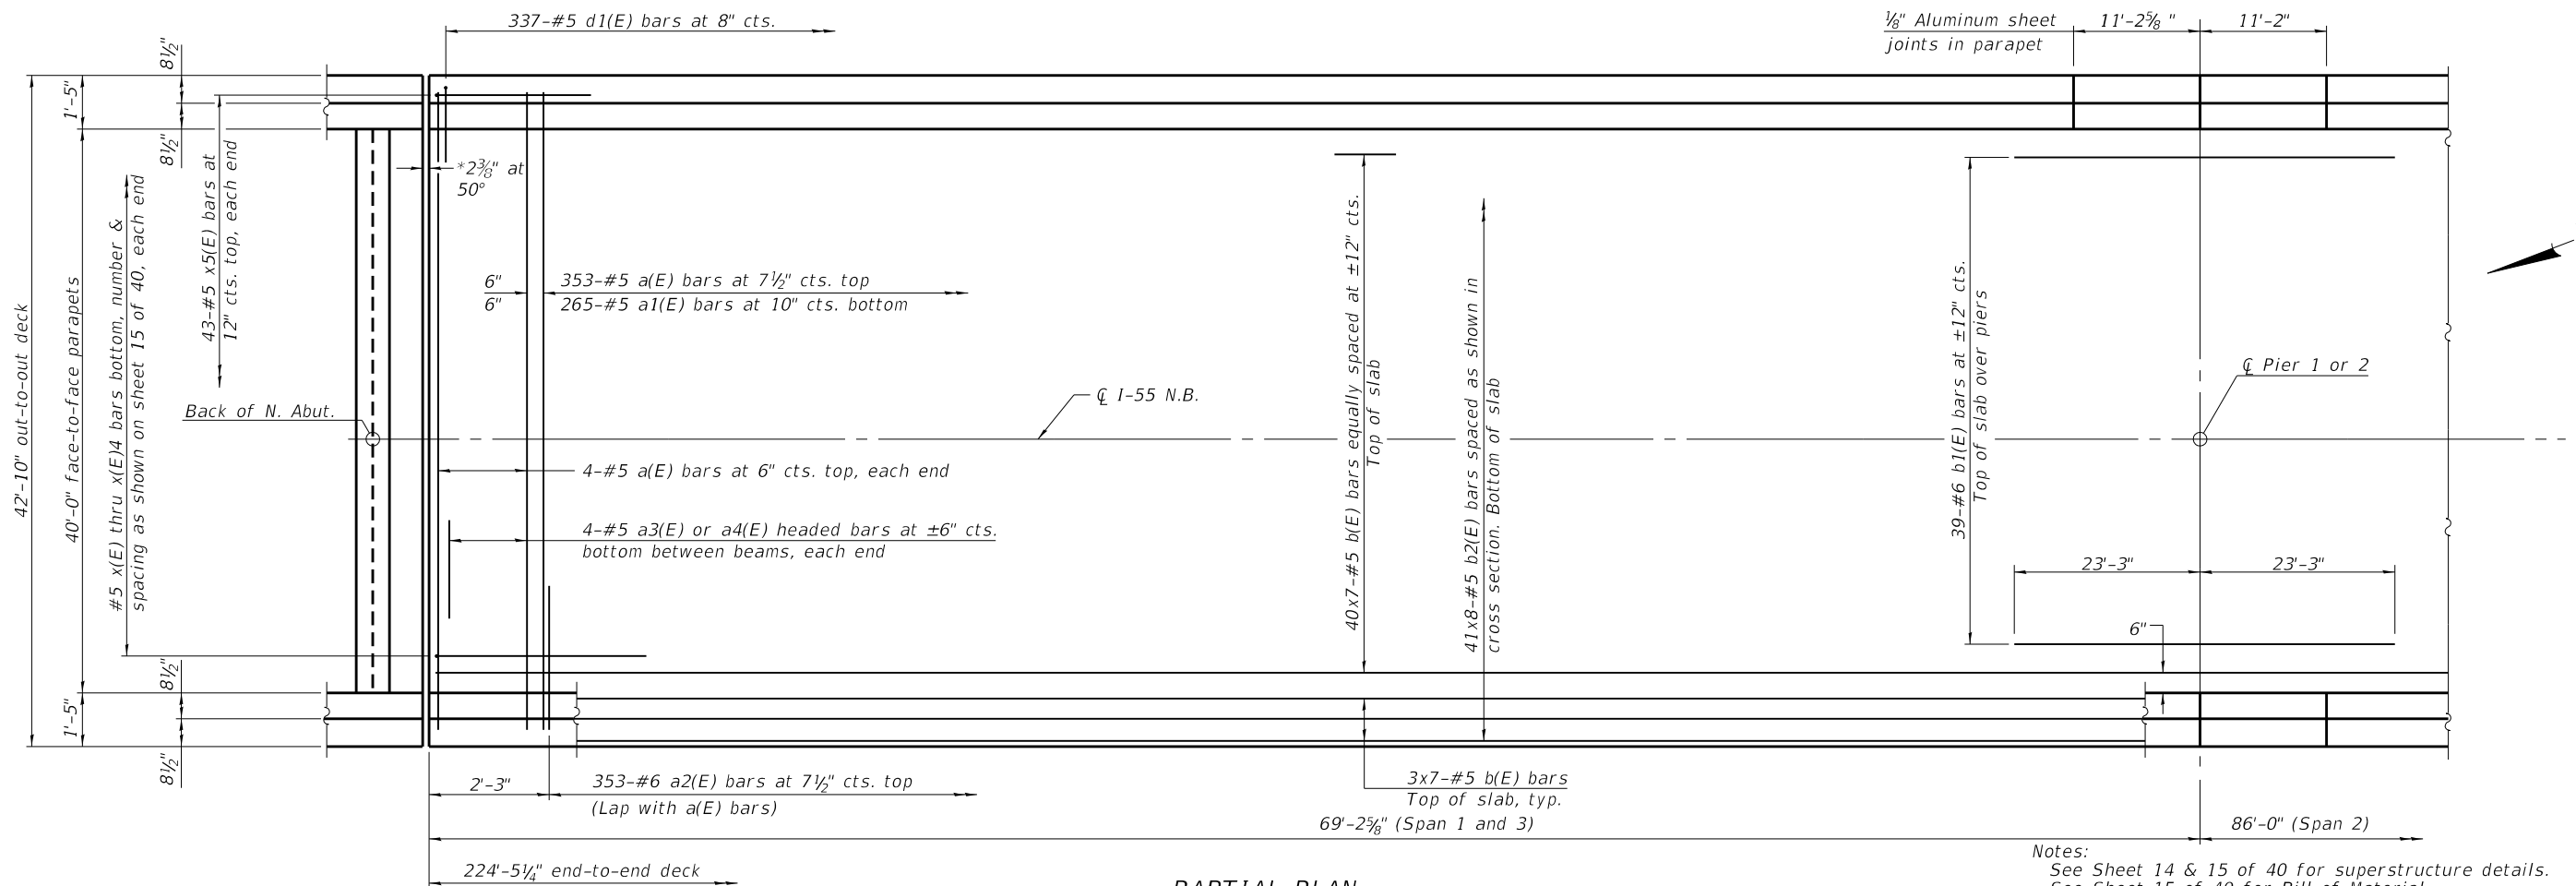 337-#5 d1(E) bars at 8" cts.
⅛" Aluminum sheet
joints in parapet
11'-2⅝ "
11'-2"
8½"
1'-5"
8½"
42'-10" out-to-out deck
40'-0" face-to-face parapets
#5 x(E) thru x(E)4 bars bottom, number &
spacing as shown on sheet 15 of 40, each end
43-#5 x5(E) bars at
12" cts. top, each end
*2⅜" at
50°
6"
353-#5 a(E) bars at 7½" cts. top
6"
265-#5 a1(E) bars at 10" cts. bottom
Back of N. Abut.
℄ I-55 N.B.
4-#5 a(E) bars at 6" cts. top, each end
4-#5 a3(E) or a4(E) headed bars at ±6" cts.
bottom between beams, each end
40x7-#5 b(E) bars equally spaced at ±12" cts.
Top of slab
41x8-#5 b2(E) bars spaced as shown in
cross section. Bottom of slab
39-#6 b1(E) bars at ±12" cts.
Top of slab over piers
℄ Pier 1 or 2
23'-3"
23'-3"
6"
8½"
1'-5"
8½"
2'-3"
353-#6 a2(E) bars at 7½" cts. top
(Lap with a(E) bars)
3x7-#5 b(E) bars
Top of slab, typ.
69'-2⅝" (Span 1 and 3)
86'-0" (Span 2)
224'-5¼" end-to-end deck
PARTIAL PLAN
Notes:
See Sheet 14 & 15 of 40 for superstructure details.
See Sheet 15 of 40 for Bill of Material